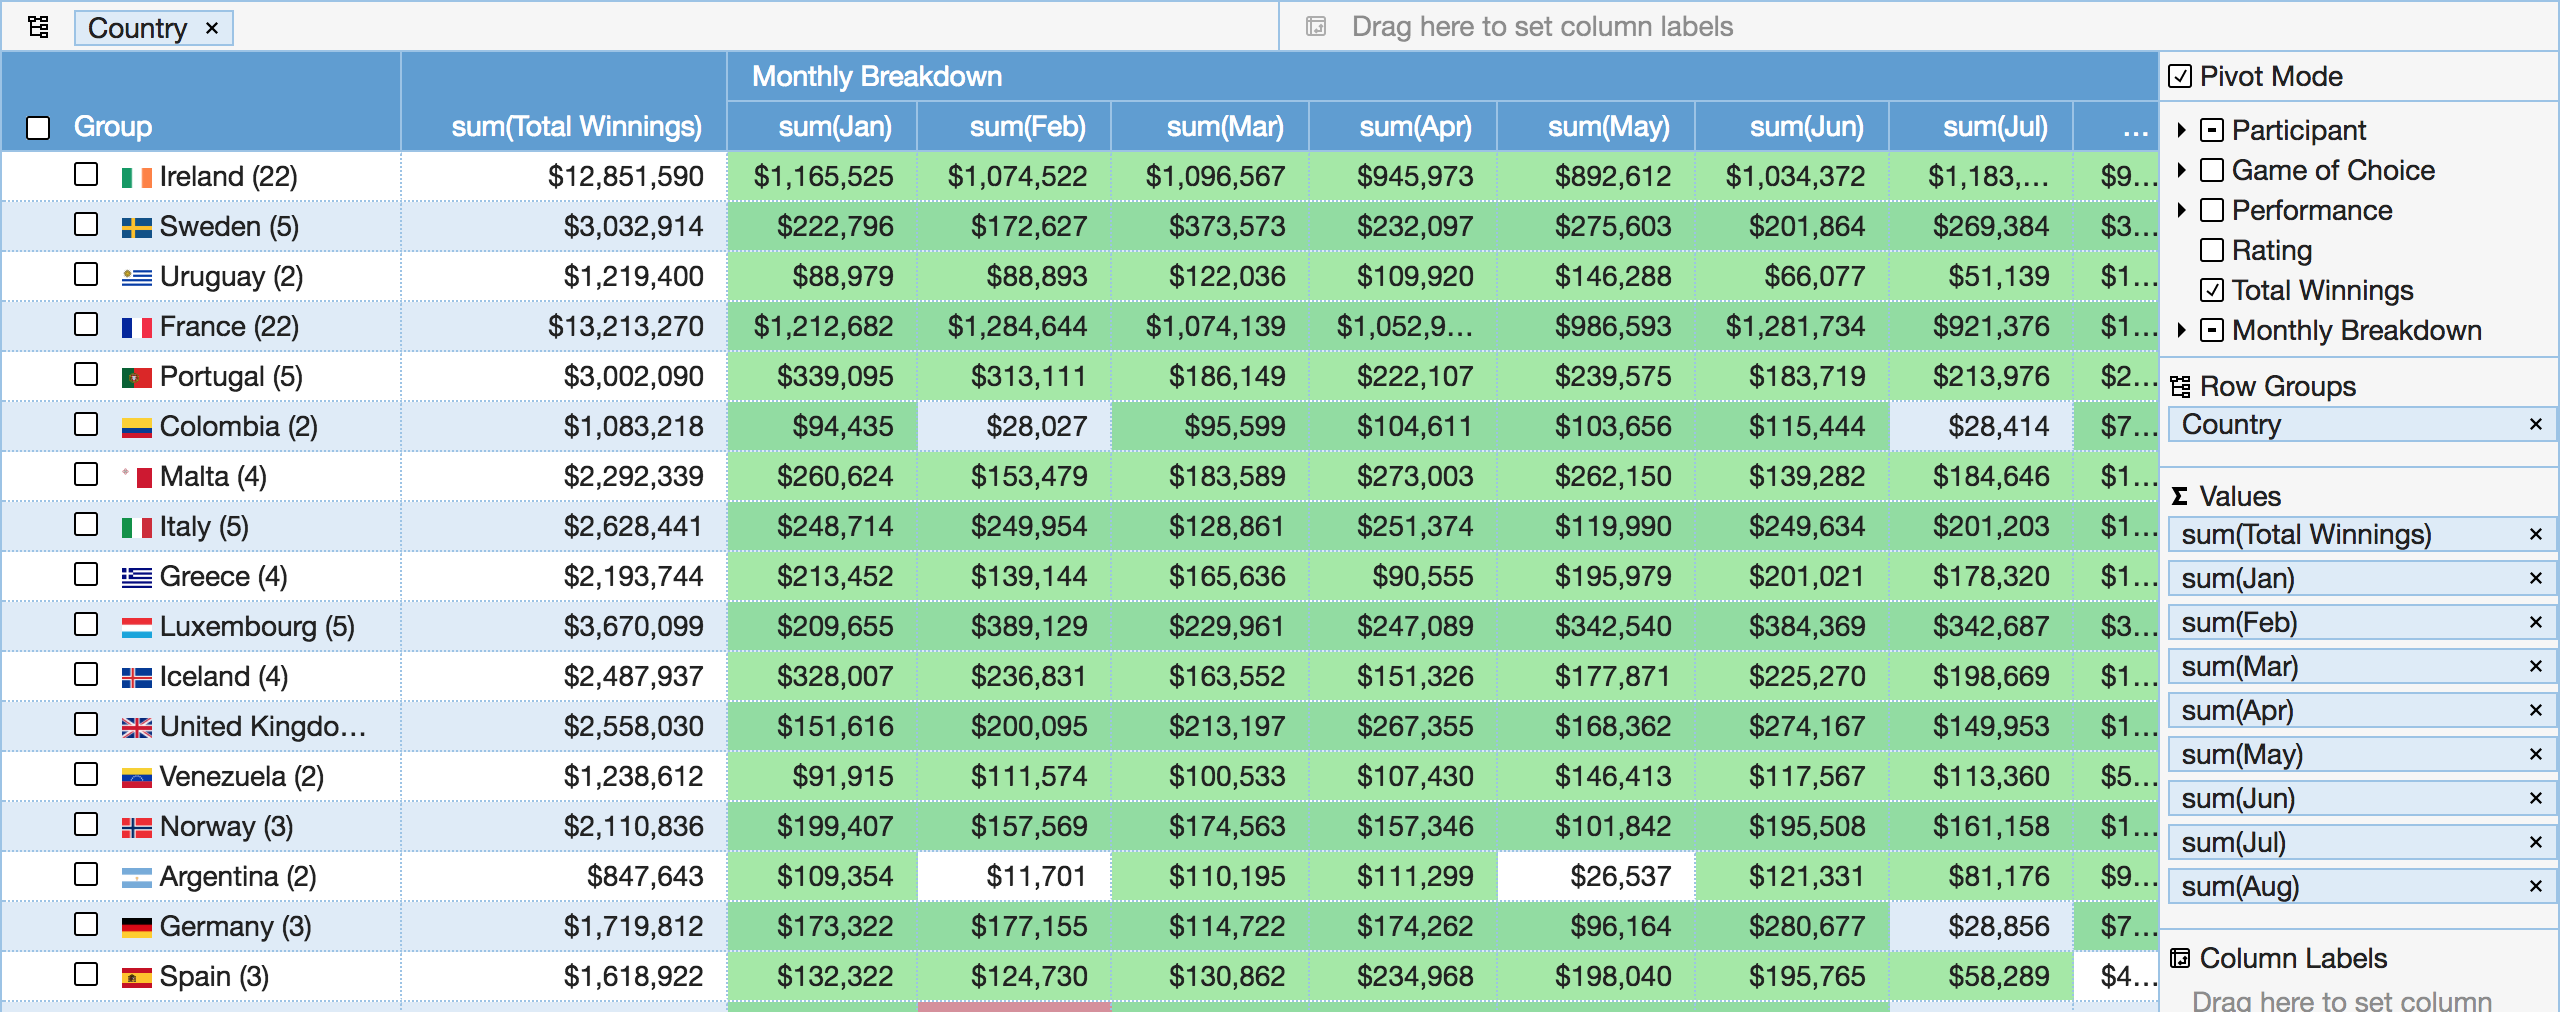 Country ×
Drag here to set column labels
Monthly Breakdown
Group sum(Total Winnings) sum(Jan) sum(Feb) sum(Mar) sum(Apr) sum(May) sum(Jun) sum(Jul) ...
Ireland (22) $12,851,590 $1,165,525 $1,074,522 $1,096,567 $945,973 $892,612 $1,034,372 $1,183,... $9...
Sweden (5) $3,032,914 $222,796 $172,627 $373,573 $232,097 $275,603 $201,864 $269,384 $3...
Uruguay (2) $1,219,400 $88,979 $88,893 $122,036 $109,920 $146,288 $66,077 $51,139 $1...
France (22) $13,213,270 $1,212,682 $1,284,644 $1,074,139 $1,052,9... $986,593 $1,281,734 $921,376 $1...
Portugal (5) $3,002,090 $339,095 $313,111 $186,149 $222,107 $239,575 $183,719 $213,976 $2...
Colombia (2) $1,083,218 $94,435 $28,027 $95,599 $104,611 $103,656 $115,444 $28,414 $7...
Malta (4) $2,292,339 $260,624 $153,479 $183,589 $273,003 $262,150 $139,282 $184,646 $1...
Italy (5) $2,628,441 $248,714 $249,954 $128,861 $251,374 $119,990 $249,634 $201,203 $1...
Greece (4) $2,193,744 $213,452 $139,144 $165,636 $90,555 $195,979 $201,021 $178,320 $1...
Luxembourg (5) $3,670,099 $209,655 $389,129 $229,961 $247,089 $342,540 $384,369 $342,687 $3...
Iceland (4) $2,487,937 $328,007 $236,831 $163,552 $151,326 $177,871 $225,270 $198,669 $1...
United Kingdo... $2,558,030 $151,616 $200,095 $213,197 $267,355 $168,362 $274,167 $149,953 $1...
Venezuela (2) $1,238,612 $91,915 $111,574 $100,533 $107,430 $146,413 $117,567 $113,360 $5...
Norway (3) $2,110,836 $199,407 $157,569 $174,563 $157,346 $101,842 $195,508 $161,158 $1...
Argentina (2) $847,643 $109,354 $11,701 $110,195 $111,299 $26,537 $121,331 $81,176 $9...
Germany (3) $1,719,812 $173,322 $177,155 $114,722 $174,262 $96,164 $280,677 $28,856 $7...
Spain (3) $1,618,922 $132,322 $124,730 $130,862 $234,968 $198,040 $195,765 $58,289 $4...
Pivot Mode
Participant
Game of Choice
Performance
Rating
Total Winnings
Monthly Breakdown
Row Groups
Country ×
Σ Values
sum(Total Winnings) ×
sum(Jan) ×
sum(Feb) ×
sum(Mar) ×
sum(Apr) ×
sum(May) ×
sum(Jun) ×
sum(Jul) ×
sum(Aug) ×
Column Labels
Drag here to set column